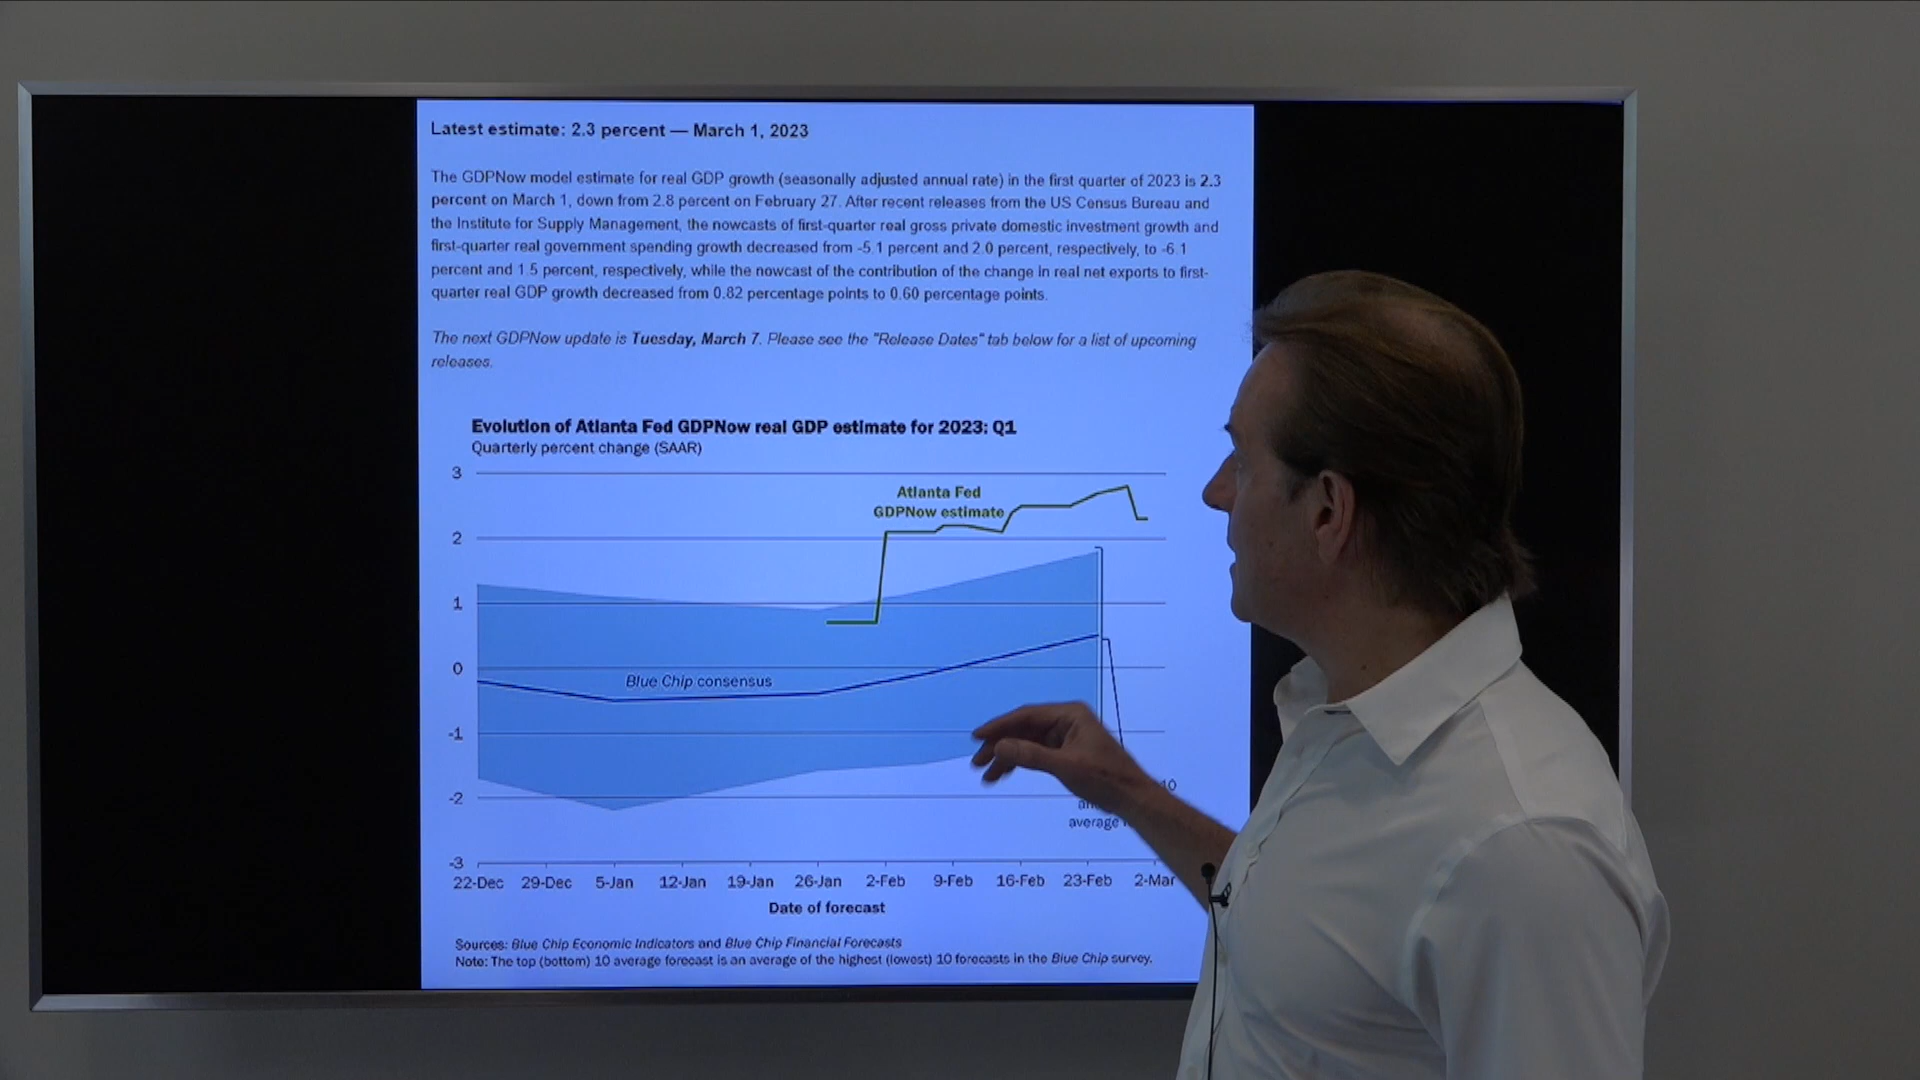 Latest estimate: 2.3 percent — March 1, 2023
The GDPNow model estimate for real GDP growth (seasonally adjusted annual rate) in the first quarter of 2023 is 2.3
percent on March 1, down from 2.8 percent on February 27. After recent releases from the US Census Bureau and
the Institute for Supply Management, the nowcasts of first-quarter real gross private domestic investment growth and
first-quarter real government spending growth decreased from -5.1 percent and 2.0 percent, respectively, to -6.1
percent and 1.5 percent, respectively, while the nowcast of the contribution of the change in real net exports to first-
quarter real GDP growth decreased from 0.82 percentage points to 0.60 percentage points.
The next GDPNow update is Tuesday, March 7. Please see the "Release Dates" tab below for a list of upcoming
releases.
Evolution of Atlanta Fed GDPNow real GDP estimate for 2023: Q1
Quarterly percent change (SAAR)
3
Atlanta Fed
GDPNow estimate
2
1
0
Blue Chip consensus
-1
10
-2
average
-3
22-Dec 29-Dec 5-Jan 12-Jan 19-Jan 26-Jan 2-Feb 9-Feb 16-Feb 23-Feb 2-Mar
Date of forecast
Sources: Blue Chip Economic Indicators and Blue Chip Financial Forecasts
Note: The top (bottom) 10 average forecast is an average of the highest (lowest) 10 forecasts in the Blue Chip survey.